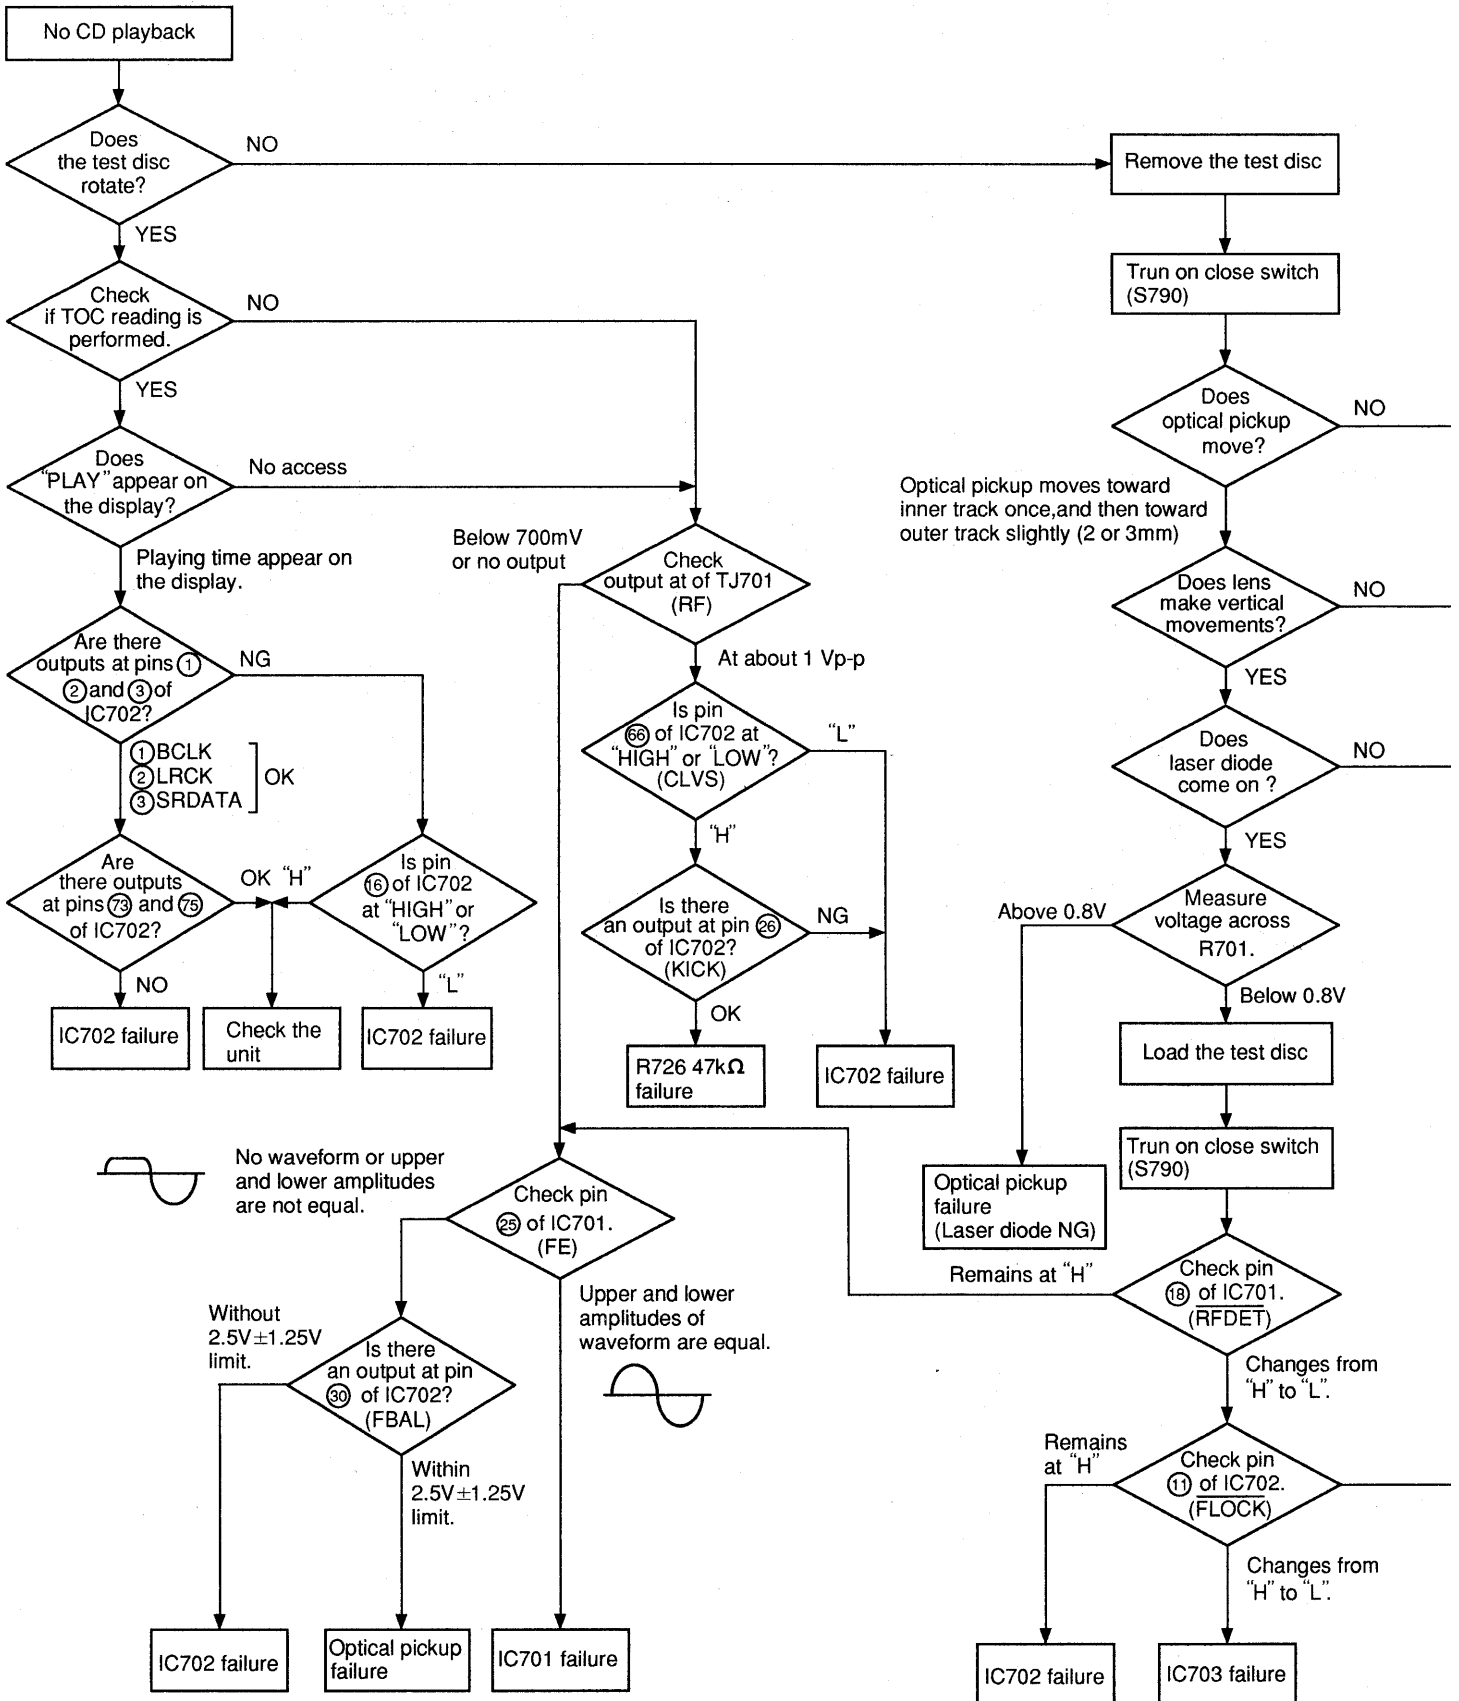 No CD playback
Does
the test disc
rotate?
NO
YES
Remove the test disc
Trun on close switch
(S790)
Check
if TOC reading is
performed.
NO
YES
Does
optical pickup
move?
NO
Optical pickup moves toward
inner track once,and then toward
outer track slightly (2 or 3mm)
Does
“PLAY” appear on
the display?
No access
Playing time appear on
the display.
Below 700mV
or no output
Check
output at of TJ701
(RF)
At about 1 Vp-p
Does lens
make vertical
movements?
NO
YES
Are there
outputs at pins ①
② and ③ of
IC702?
NG
① BCLK
② LRCK
③ SRDATA
OK
Is pin
66 of IC702 at
“HIGH” or “LOW”?
(CLVS)
“L”
“H”
Does
laser diode
come on ?
NO
YES
Are
there outputs
at pins 73 and 75
of IC702?
OK “H”
NO
Is pin
⑯ of IC702
at “HIGH” or
“LOW”?
“L”
Is there
an output at pin ㉖
of IC702?
(KICK)
NG
OK
Measure
voltage across
R701.
Above 0.8V
Below 0.8V
IC702 failure
Check the
unit
IC702 failure
R726 47kΩ
failure
IC702 failure
Load the test disc
Trun on close switch
(S790)
Optical pickup
failure
(Laser diode NG)
No waveform or upper
and lower amplitudes
are not equal.
Check pin
㉕ of IC701.
(FE)
Upper and lower
amplitudes of
waveform are equal.
Remains at “H”
Check pin
⑱ of IC701.
(RFDET)
Changes from
“H” to “L”.
Without
2.5V±1.25V
limit.
Is there
an output at pin
㉚ of IC702?
(FBAL)
Within
2.5V±1.25V
limit.
Remains
at “H”
Check pin
⑪ of IC702.
(FLOCK)
Changes from
“H” to “L”.
IC702 failure
Optical pickup
failure
IC701 failure
IC702 failure
IC703 failure